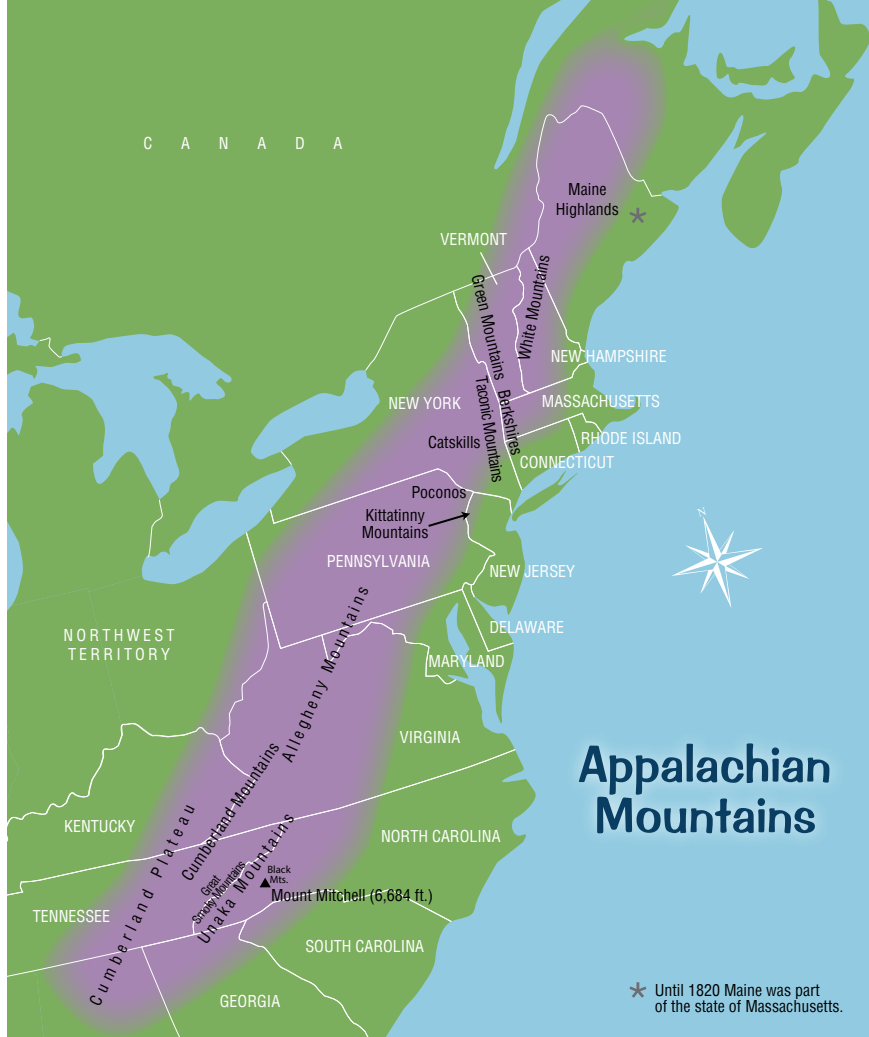 CANADA
Maine
Highlands
*
VERMONT
Green Mountains
White Mountains
NEW HAMPSHIRE
NEW YORK
Taconic Mountains
Berkshires
MASSACHUSETTS
Catskills
RHODE ISLAND
CONNECTICUT
Poconos
Kittatinny
Mountains
N
PENNSYLVANIA
NEW JERSEY
NORTHWEST
TERRITORY
DELAWARE
Allegheny Mountains
MARYLAND
VIRGINIA
Appalachian
Mountains
Cumberland Mountains
KENTUCKY
Cumberland Plateau
NORTH CAROLINA
Great
Smoky Mountains
Unaka Mountains
Black
Mts.
Mount Mitchell (6,684 ft.)
TENNESSEE
SOUTH CAROLINA
GEORGIA
* Until 1820 Maine was part
of the state of Massachusetts.